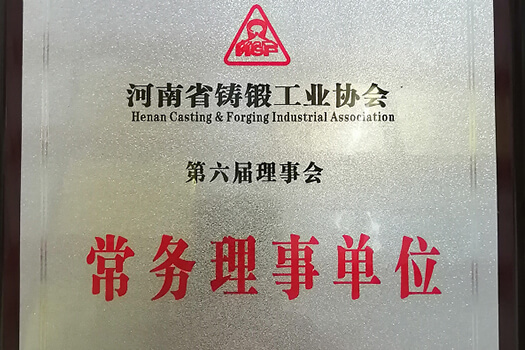 河南省铸锻工业协会
Henan Casting & Forging Industrial Association
第六届理事会
常务理事单位